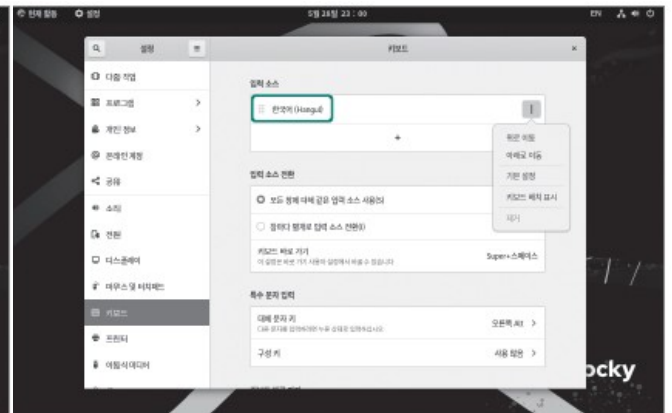 현재 활동 설정 5월 28일 23:00 EN
설정 키보드
다중 작업
프로그램
개인 정보
온라인 계정
공유
소리
전원
디스플레이
마우스 및 터치패드
키보드
프린터
이동식 미디어
입력 소스
한국어 (Hangul)
+
위로 이동
아래로 이동
기본 설정
키보드 배치 표시
제거
입력 소스 전환
모든 창에 대해 같은 입력 소스 사용(S)
창마다 별개로 입력 소스 전환(I)
키보드 바로 가기
Super+스페이스
특수 문자 입력
대체 문자 키
오른쪽 Alt
구성 키
사용 않음
ocky